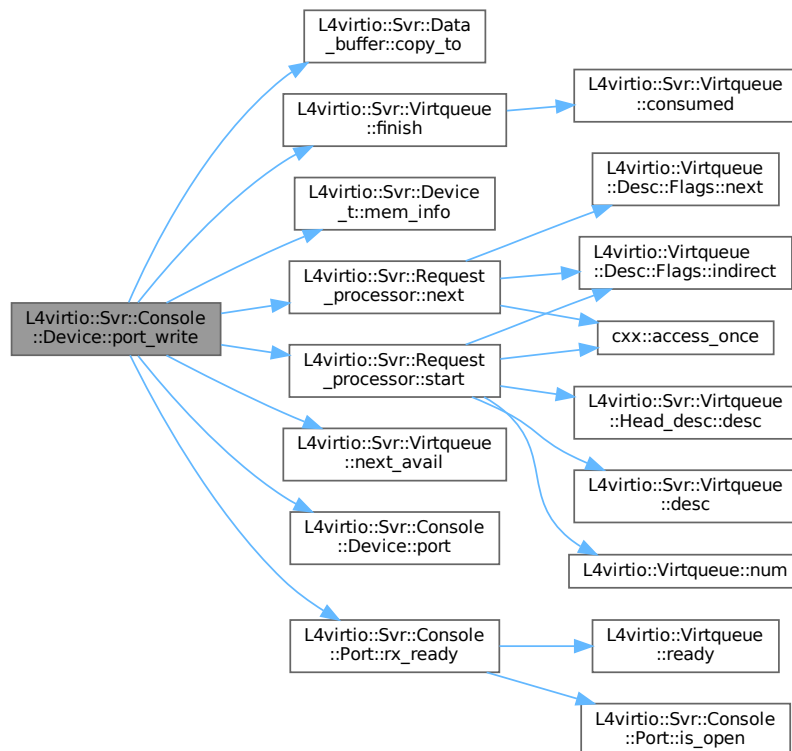 L4virtio::Svr::Console
::Device::port_write
L4virtio::Svr::Data
_buffer::copy_to
L4virtio::Svr::Virtqueue
::finish
L4virtio::Svr::Virtqueue
::consumed
L4virtio::Svr::Device
_t::mem_info
L4virtio::Svr::Request
_processor::next
L4virtio::Virtqueue
::Desc::Flags::next
L4virtio::Virtqueue
::Desc::Flags::indirect
cxx::access_once
L4virtio::Svr::Request
_processor::start
L4virtio::Svr::Virtqueue
::Head_desc::desc
L4virtio::Svr::Virtqueue
::desc
L4virtio::Virtqueue::num
L4virtio::Svr::Virtqueue
::next_avail
L4virtio::Svr::Console
::Device::port
L4virtio::Svr::Console
::Port::rx_ready
L4virtio::Virtqueue
::ready
L4virtio::Svr::Console
::Port::is_open